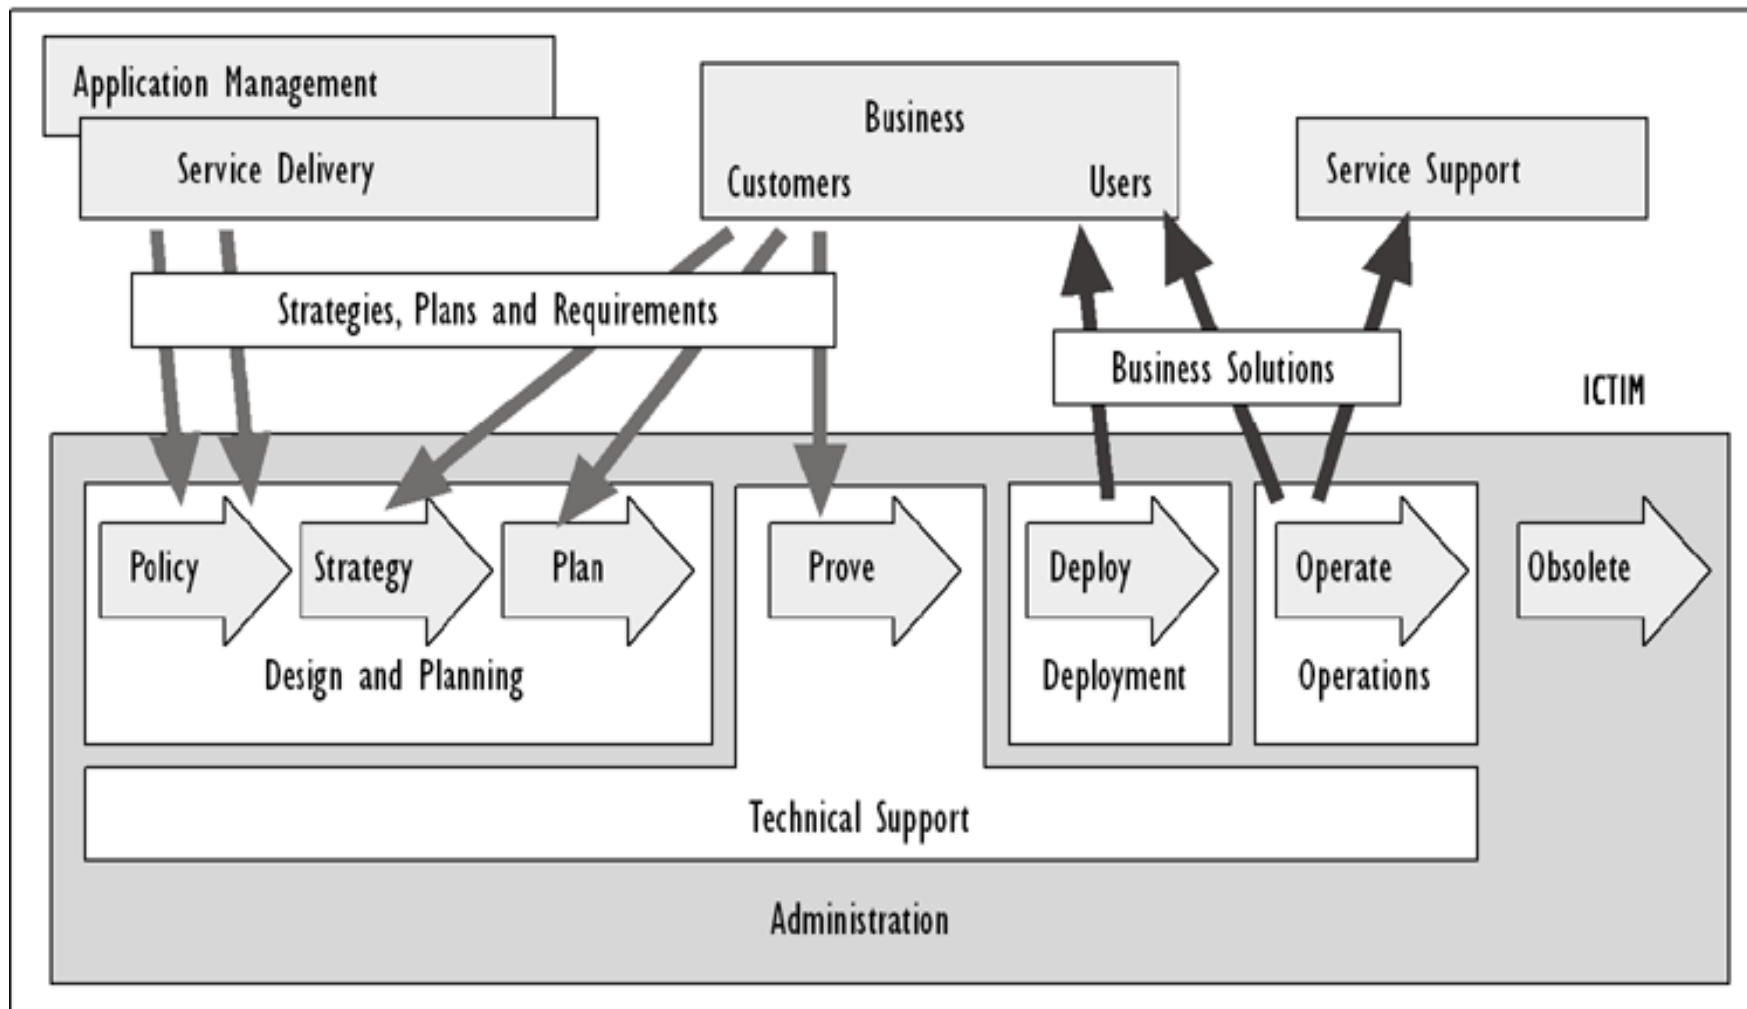 Application Management
Service Delivery
Business
Customers Users
Service Support
Strategies, Plans and Requirements
Business Solutions
ICTIM
Policy
Strategy
Plan
Prove
Deploy
Operate
Obsolete
Design and Planning
Deployment
Operations
Technical Support
Administration